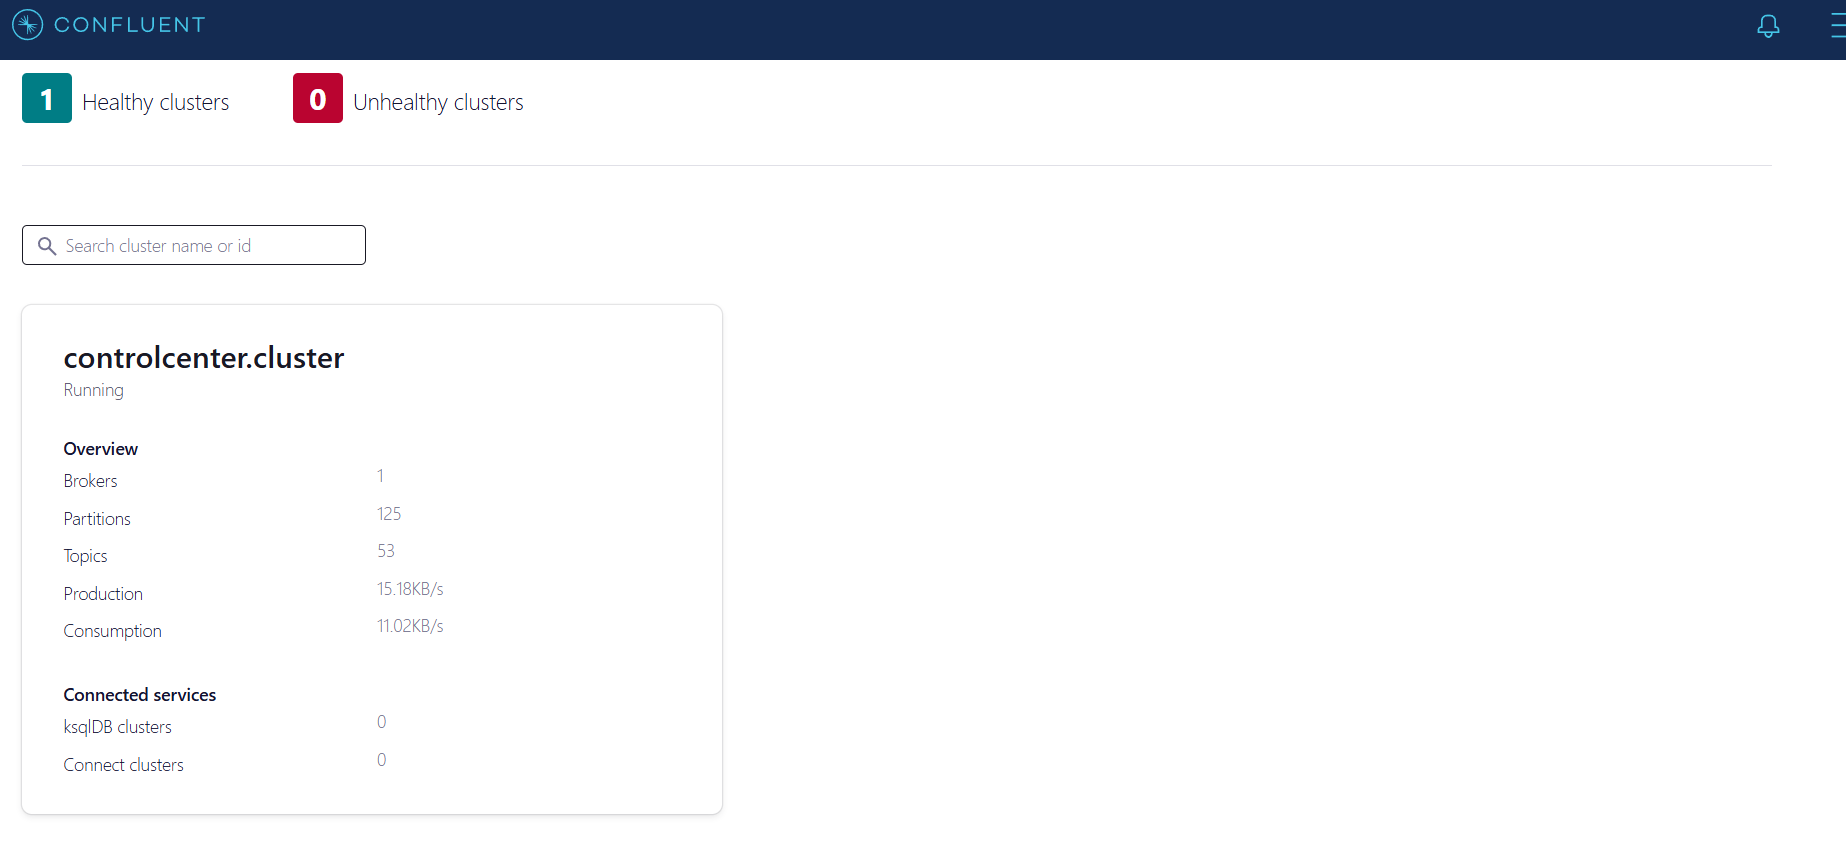 CONFLUENT
1 Healthy clusters 0 Unhealthy clusters
Search cluster name or id
controlcenter.cluster
Running
Overview
Brokers 1
Partitions 125
Topics 53
Production 15.18KB/s
Consumption 11.02KB/s
Connected services
ksqlDB clusters 0
Connect clusters 0